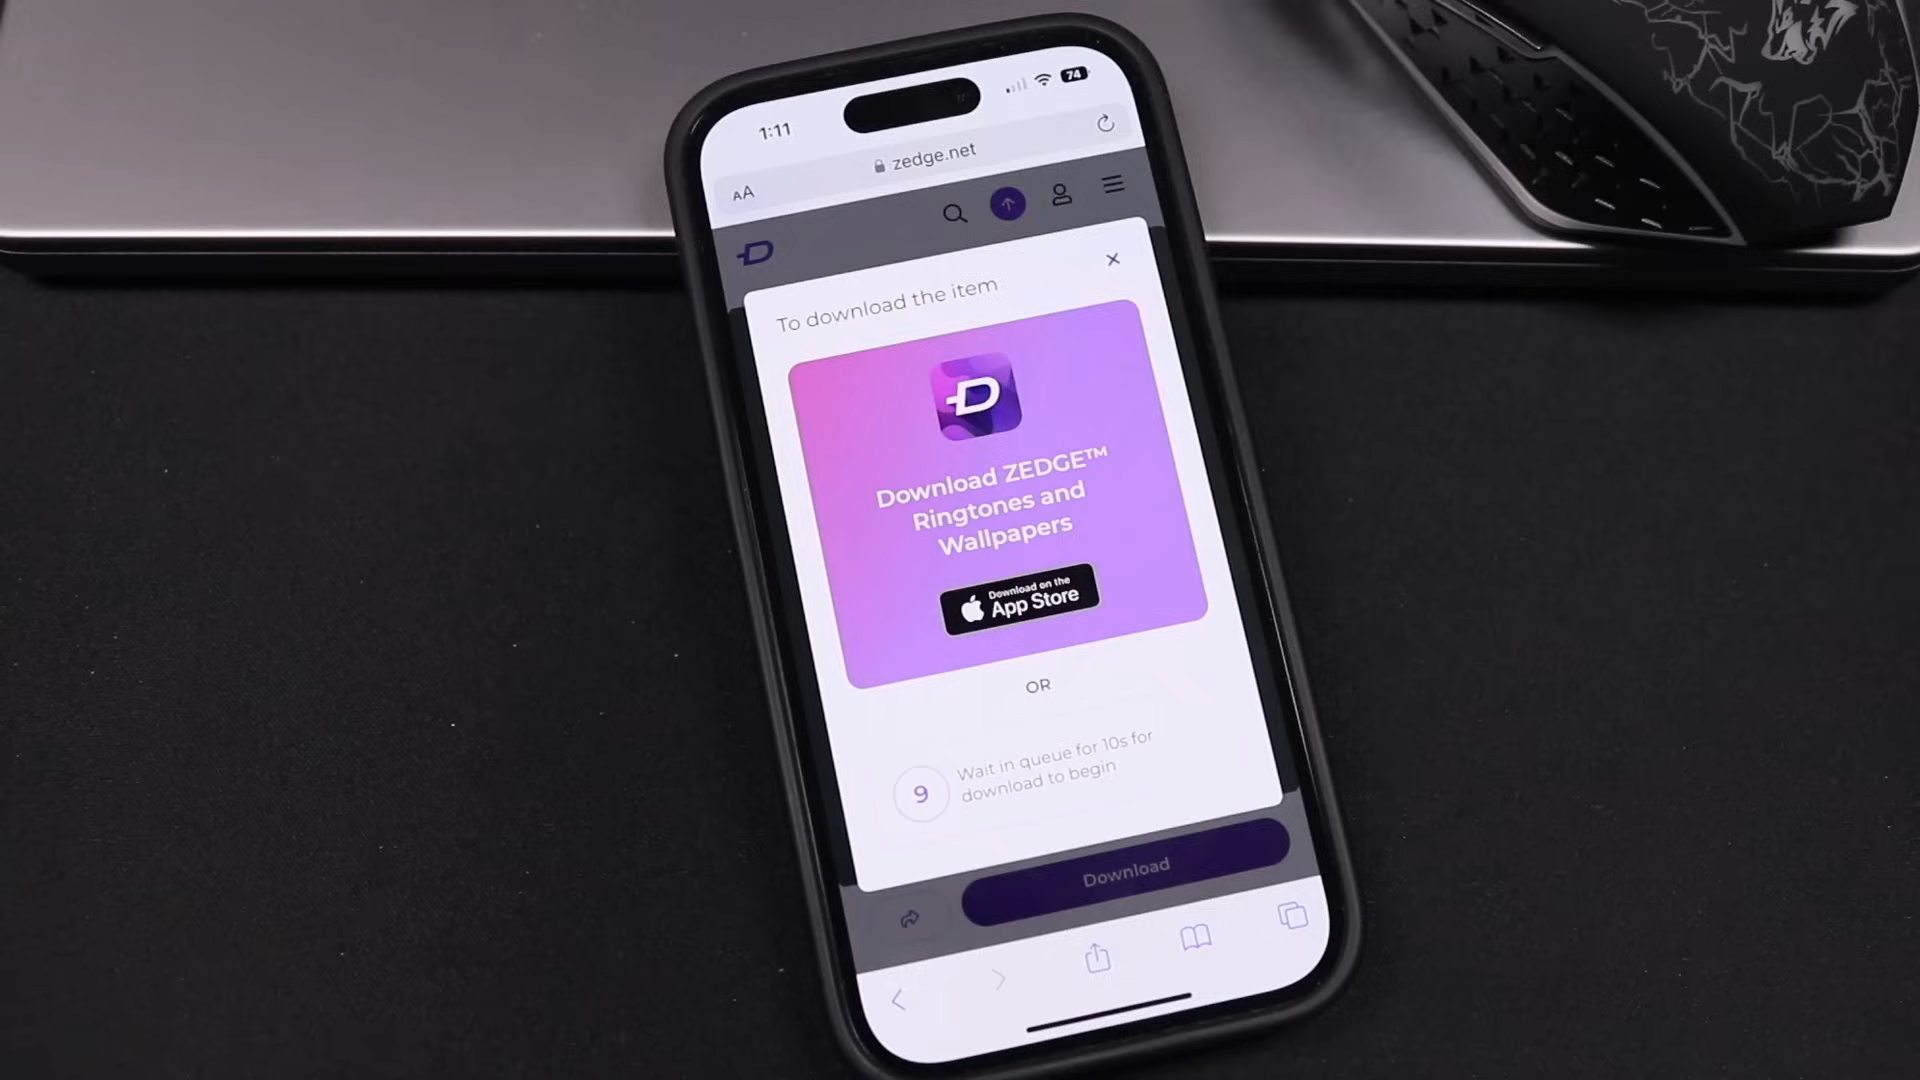 1:11
74
AA
zedge.net
To download the item
Download ZEDGE™
Ringtones and
Wallpapers
Download on the
App Store
OR
9
Wait in queue for 10s for
download to begin
Download